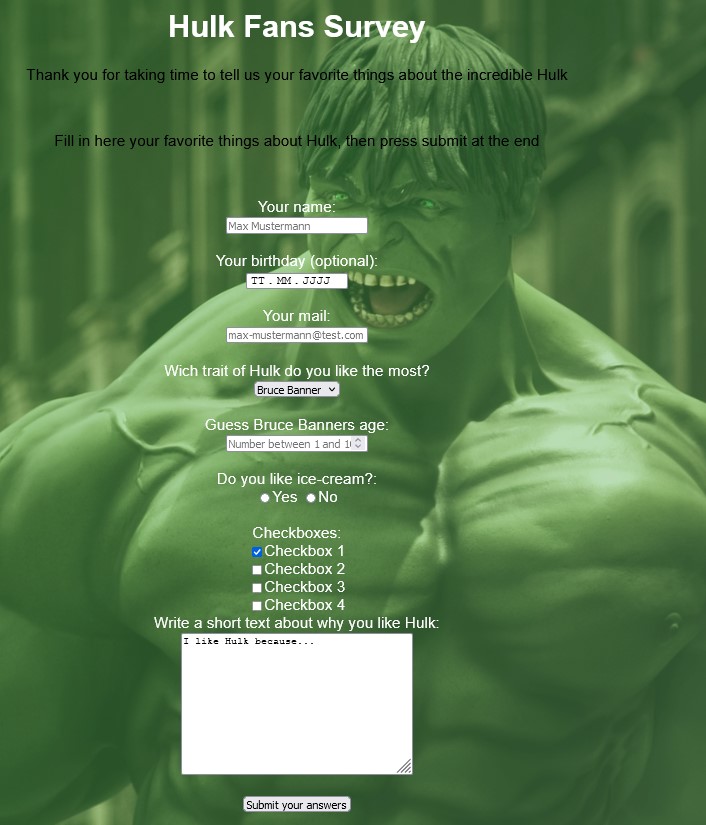 Hulk Fans Survey
Thank you for taking time to tell us your favorite things about the incredible Hulk
Fill in here your favorite things about Hulk, then press submit at the end
Your name:
Max Mustermann
Your birthday (optional):
TT . MM . JJJJ
Your mail:
max-mustermann@test.com
Wich trait of Hulk do you like the most?
Bruce Banner
Guess Bruce Banners age:
Number between 1 and 1
Do you like ice-cream?:
Yes No
Checkboxes:
Checkbox 1
Checkbox 2
Checkbox 3
Checkbox 4
Write a short text about why you like Hulk:
I like Hulk because...
Submit your answers